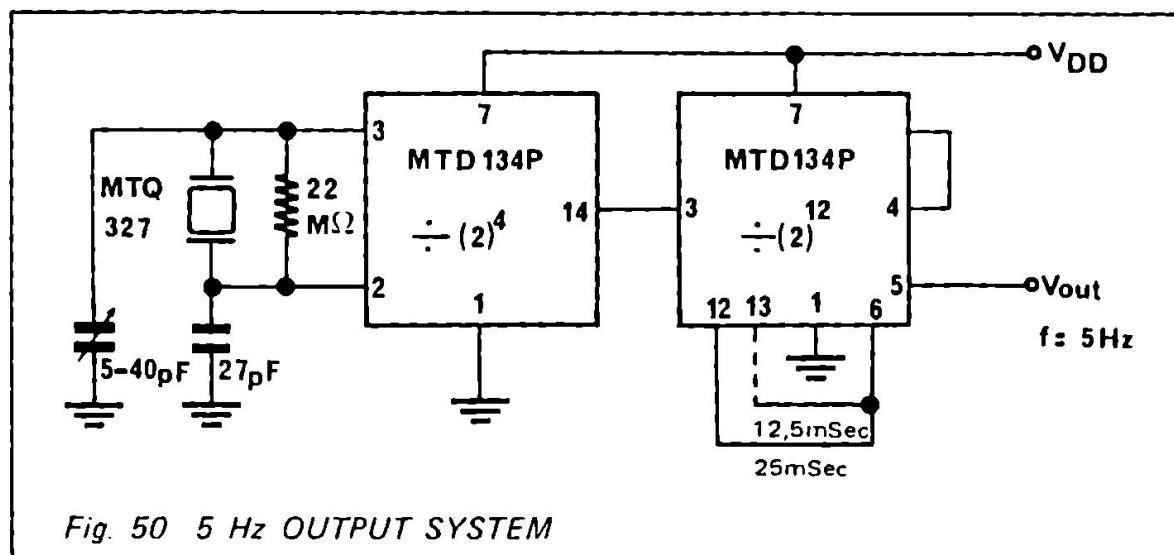 VDD
7
7
3
MTD134P
MTD134P
MTQ
327
22
MΩ
÷(2)4
14
3
÷(2)12
4
2
1
12
13
1
6
5
Vout
f= 5Hz
5-40pF
27pF
12,5mSec
25mSec
Fig. 50 5 Hz OUTPUT SYSTEM